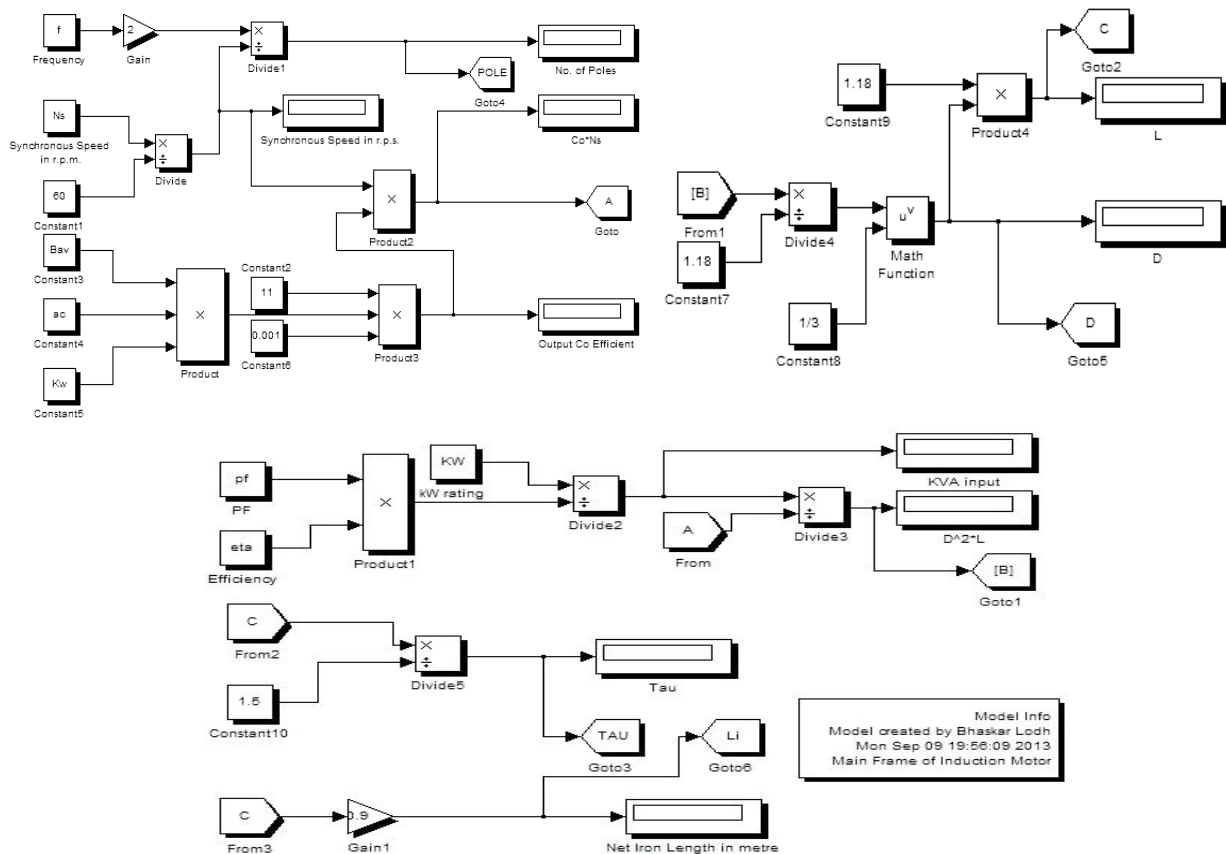 f
Frequency
2
Gain
×
÷
Divide1
No. of Poles
POLE
Goto4
Ns
Synchronous Speed
in r.p.m.
×
÷
Divide
Synchronous Speed in r.p.s.
Co*Ns
60
Constant1
×
Product2
A
Goto
Bav
Constant3
ac
Constant4
Kw
Constant5
×
Product
Constant2
11
0.001
Constant6
×
Product3
Output Co Efficient
C
Goto2
1.18
Constant9
×
Product4
L
[B]
From1
×
÷
Divide4
1.18
Constant7
u^v
Math
Function
D
1/3
Constant8
D
Goto5
pf
PF
eta
Efficiency
×
Product1
KW
kW rating
×
÷
Divide2
KVA input
A
From
×
÷
Divide3
D^2*L
[B]
Goto1
C
From2
×
÷
Divide5
1.5
Constant10
Tau
TAU
Goto3
Li
Goto6
C
From3
0.9
Gain1
Net Iron Length in metre
Model Info
Model created by Bhaskar Lodh
Mon Sep 09 19:56:09 2013
Main Frame of Induction Motor